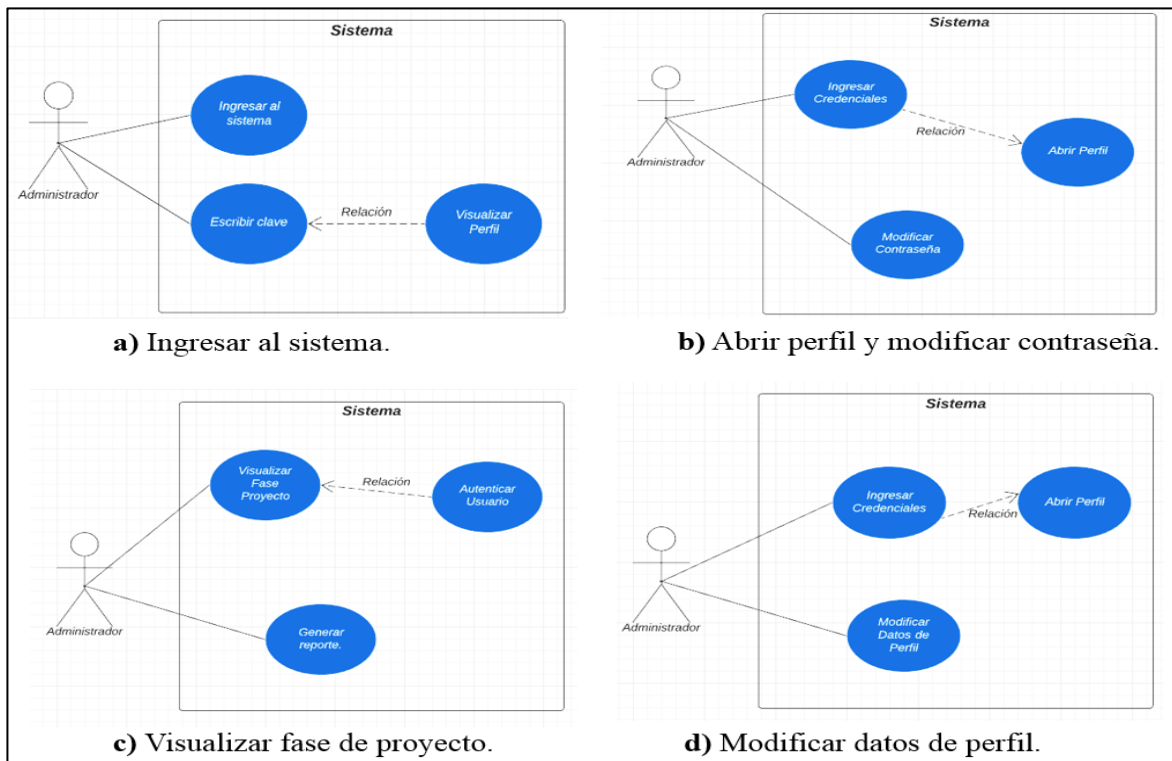 Sistema
Ingresar al
sistema
Administrador
Escribir clave
Relación
Visualizar
Perfil
a) Ingresar al sistema.
Sistema
Ingresar
Credenciales
Relación
Abrir Perfil
Administrador
Modificar
Contraseña
b) Abrir perfil y modificar contraseña.
Sistema
Visualizar
Fase
Proyecto
Relación
Autenticar
Usuario
Administrador
Generar
reporte.
c) Visualizar fase de proyecto.
Sistema
Ingresar
Credenciales
Relación
Abrir Perfil
Administrador
Modificar
Datos de
Perfil
d) Modificar datos de perfil.